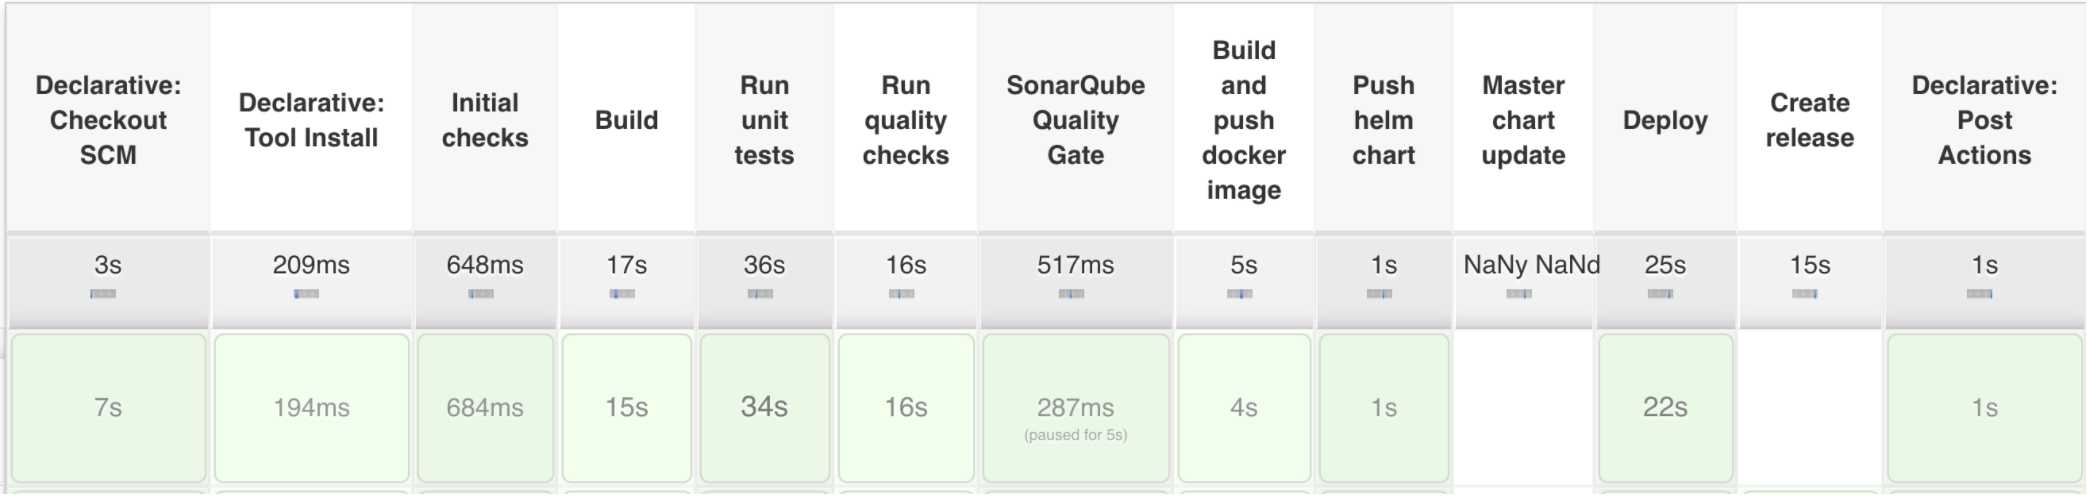 Declarative:
Checkout
SCM
Declarative:
Tool Install
Initial
checks
Build
Run
unit
tests
Run
quality
checks
SonarQube
Quality
Gate
Build
and
push
docker
image
Push
helm
chart
Master
chart
update
Deploy
Create
release
Declarative:
Post
Actions
3s
209ms
648ms
17s
36s
16s
517ms
5s
1s
NaNy NaNd
25s
15s
1s
7s
194ms
684ms
15s
34s
16s
287ms
(paused for 5s)
4s
1s
22s
1s